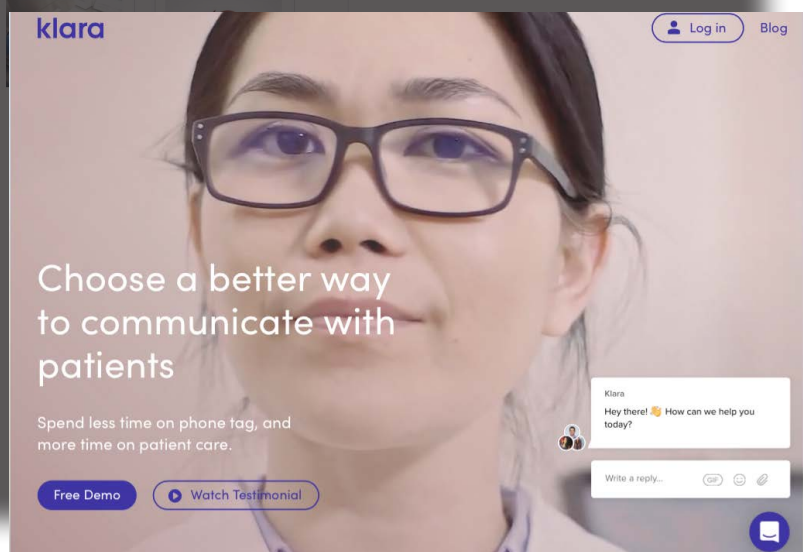 klara
Log in
Blog
Choose a better way
to communicate with
patients
Spend less time on phone tag, and
more time on patient care.
Free Demo
Watch Testimonial
Klara
Hey there! 👋 How can we help you
today?
Write a reply...
GIF